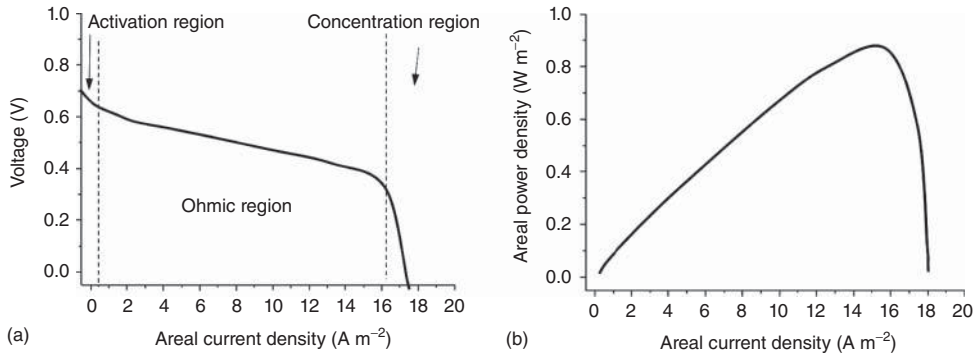 Activation region
Concentration region
Ohmic region
Voltage (V)
1.0
0.8
0.6
0.4
0.2
0.0
0 2 4 6 8 10 12 14 16 18 20
Areal current density (A m⁻²)
(a)
(b)
Areal power density (W m⁻²)
1.0
0.8
0.6
0.4
0.2
0.0
0 2 4 6 8 10 12 14 16 18 20
Areal current density (A m⁻²)